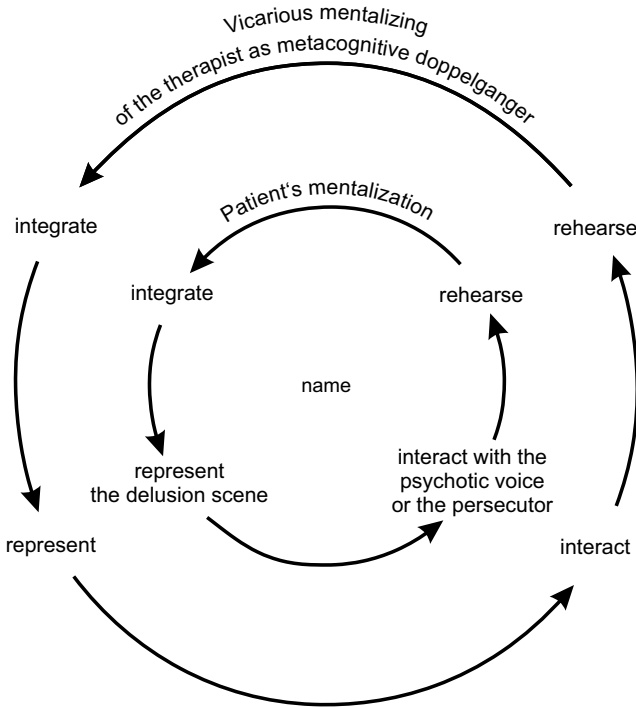 Vicarious mentalizing
of the therapist as metacognitive doppelganger
Patient‘s mentalization
integrate
rehearse
integrate
rehearse
name
represent
the delusion scene
interact with the
psychotic voice
or the persecutor
represent
interact